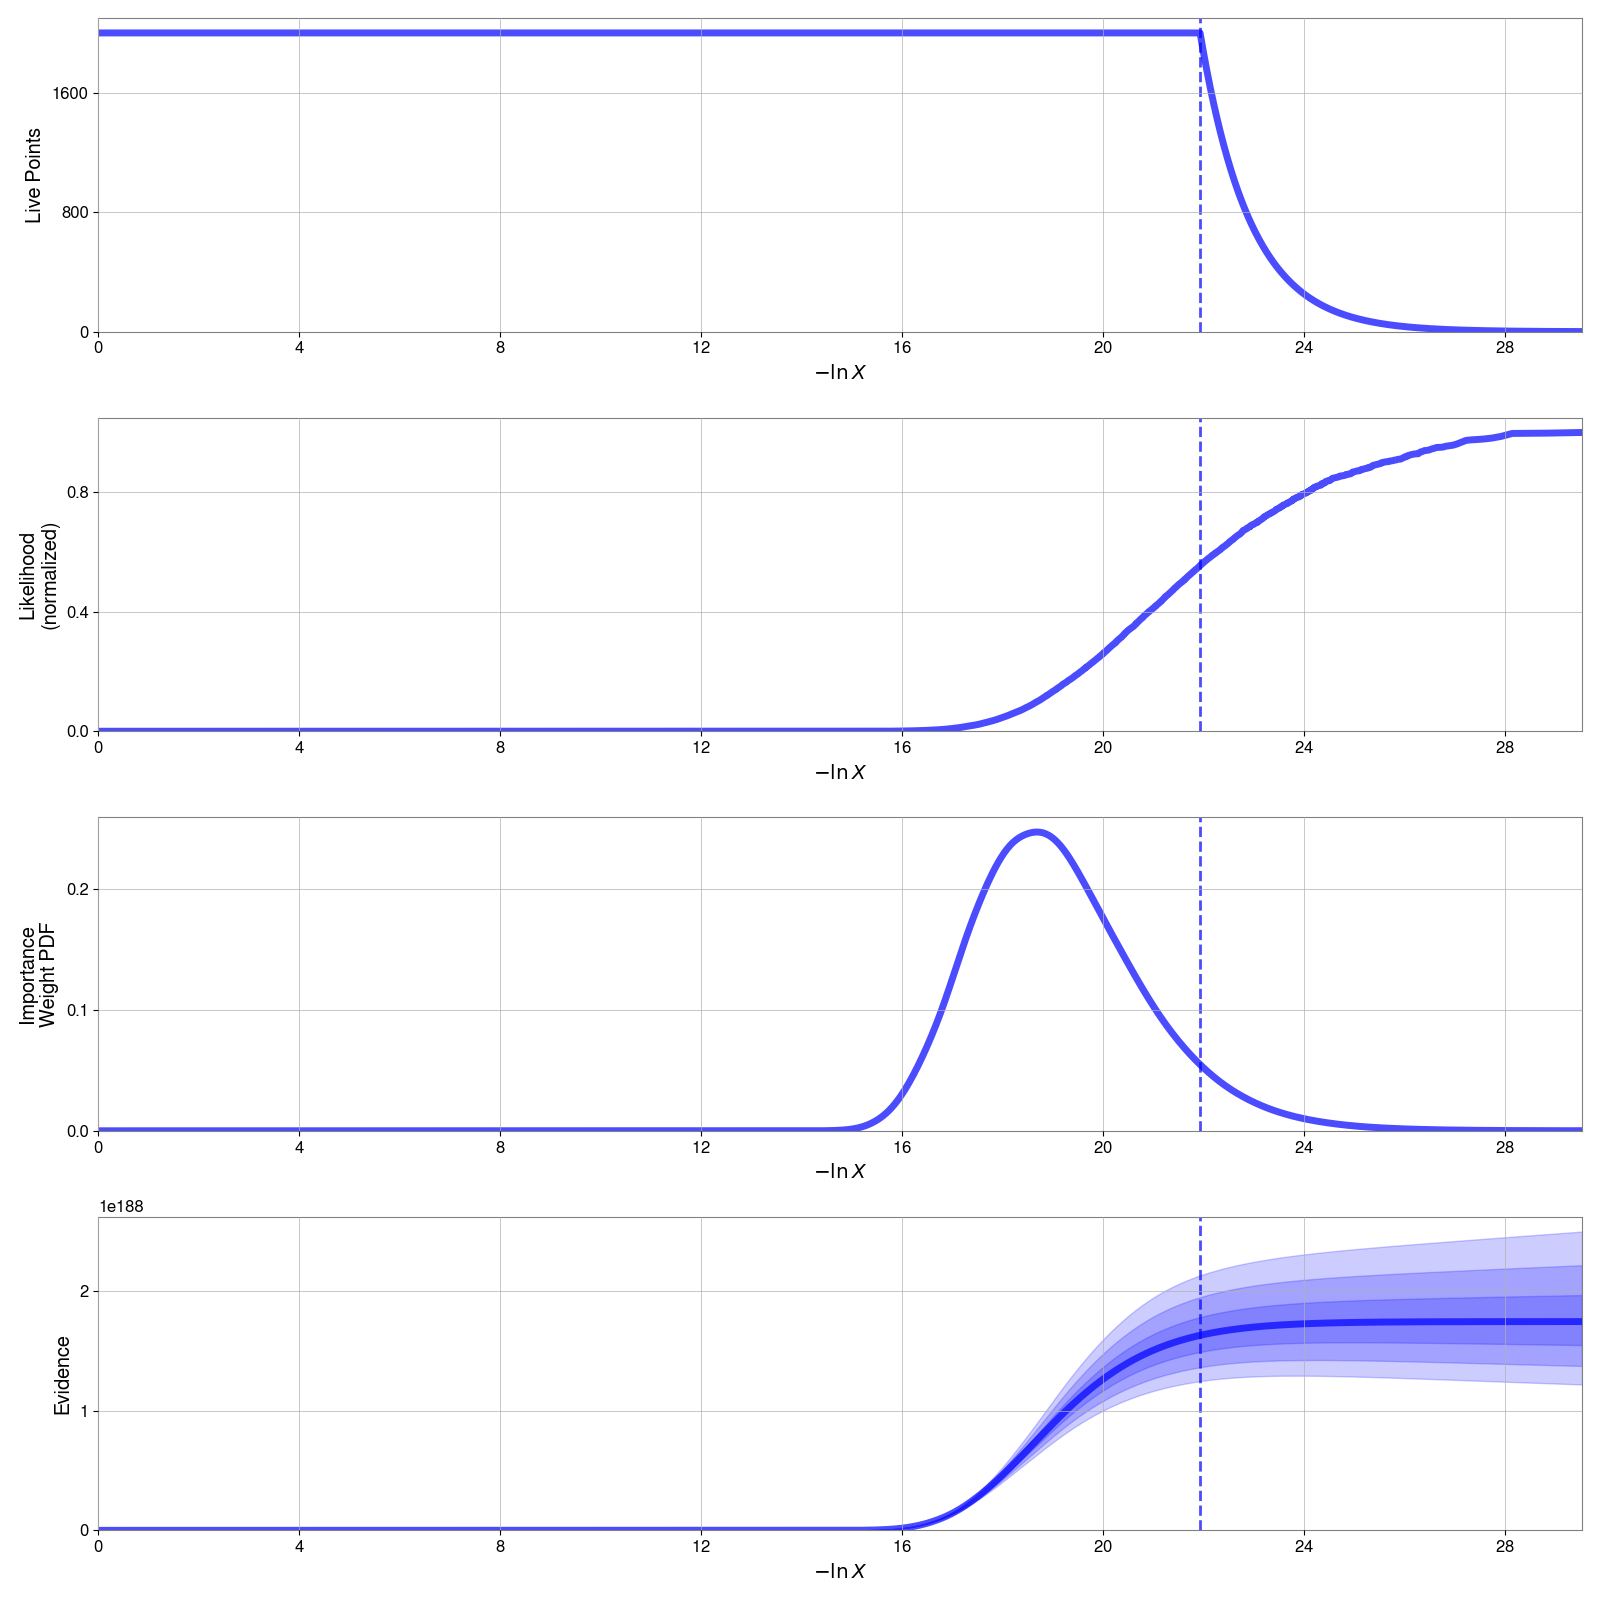 1600
800
0
Live Points
0 4 8 12 16 20 24 28
−ln X
0.8
0.4
0.0
Likelihood
(normalized)
0 4 8 12 16 20 24 28
−ln X
0.2
0.1
0.0
Importance
Weight PDF
0 4 8 12 16 20 24 28
−ln X
1e188
2
1
0
Evidence
0 4 8 12 16 20 24 28
−ln X